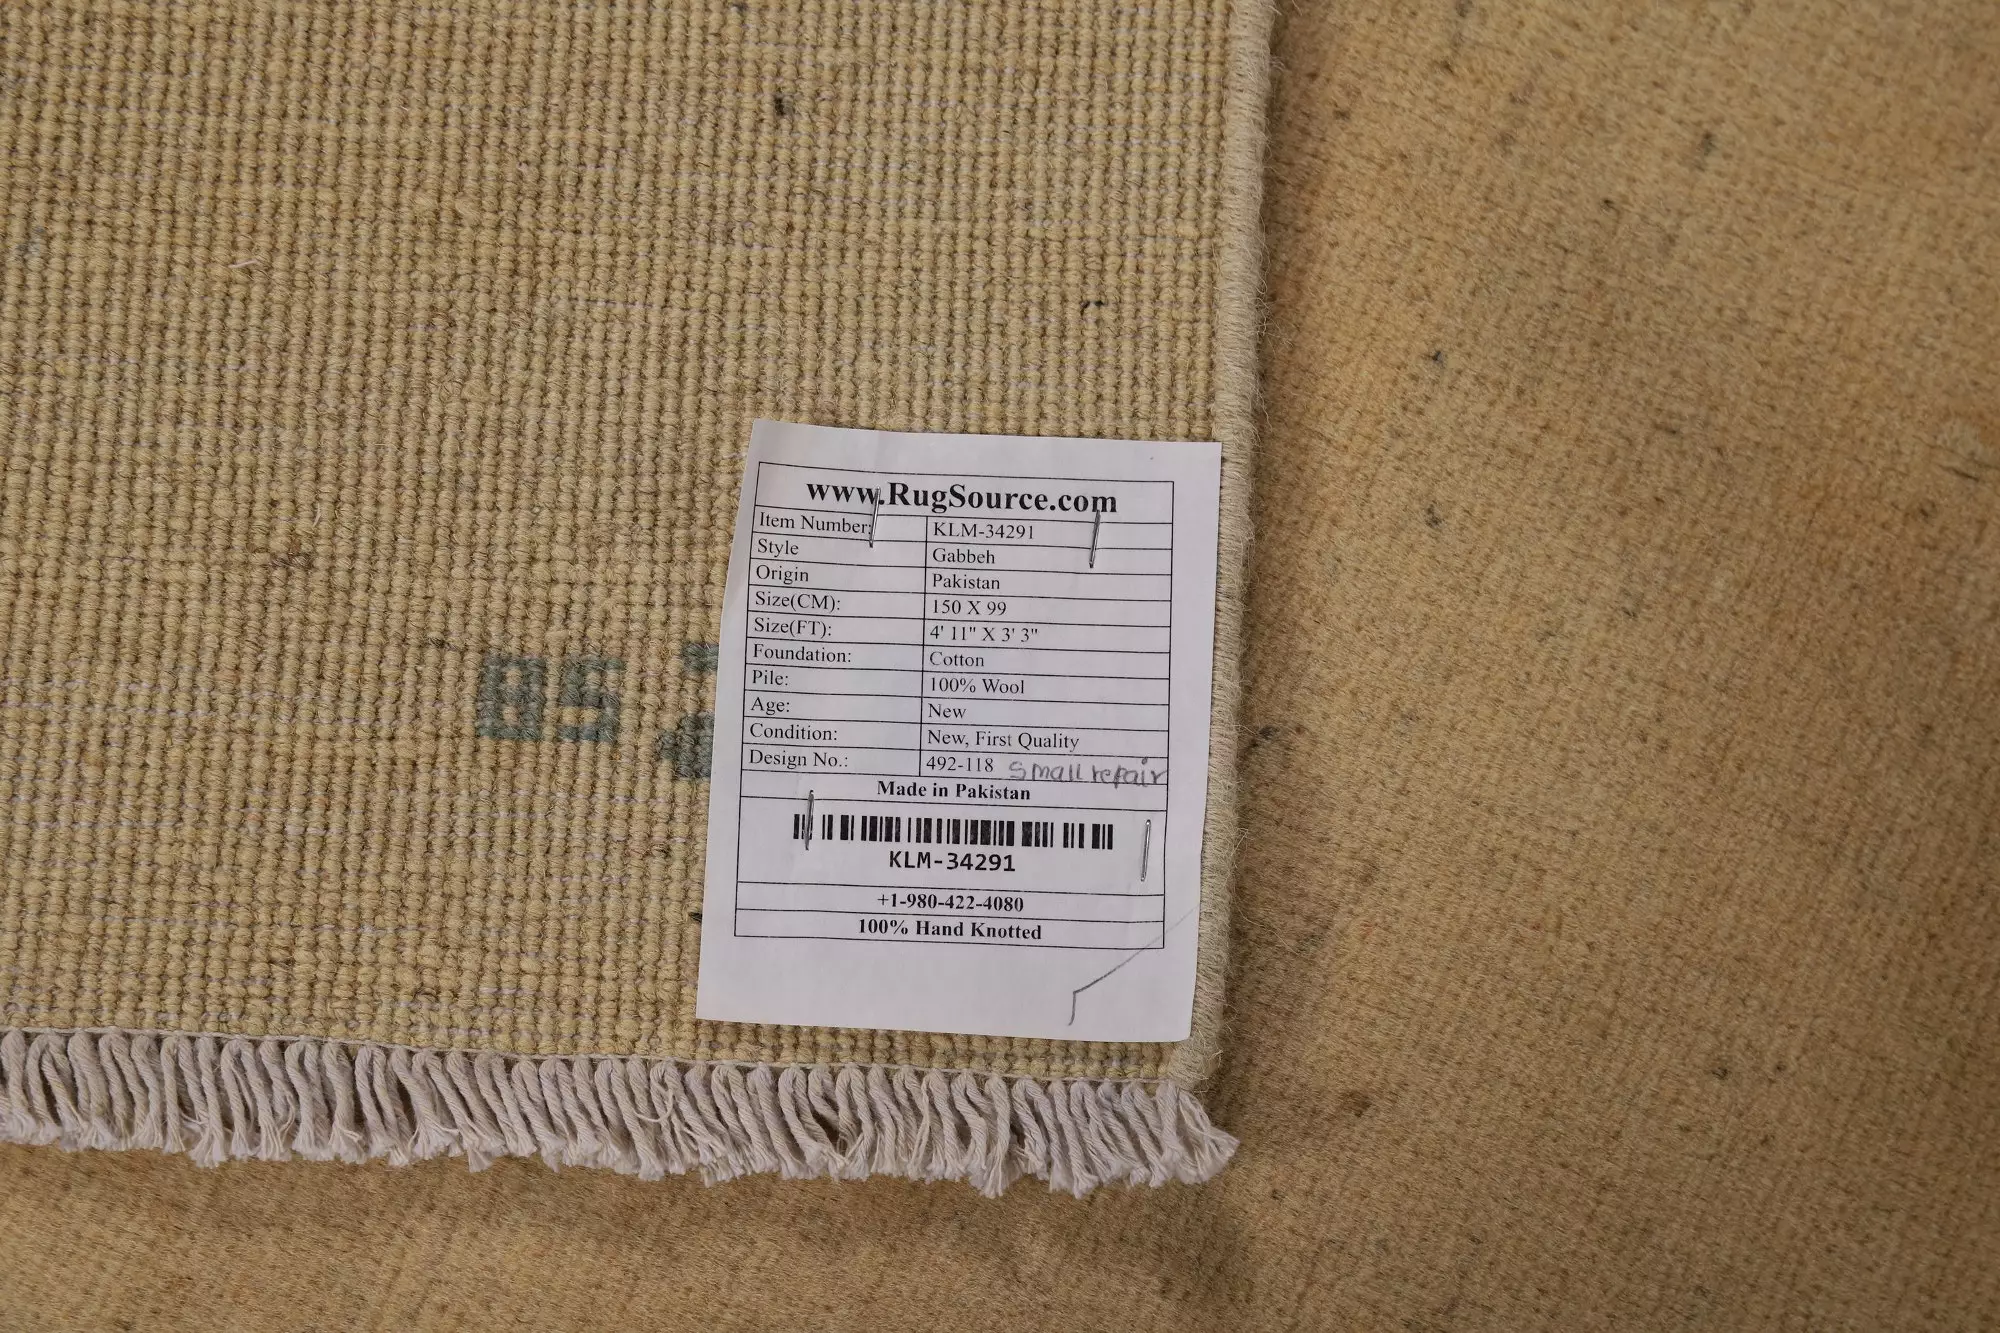 www.RugSource.com
Item Number: KLM-34291
Style Gabbeh
Origin Pakistan
Size(CM): 150 X 99
Size(FT): 4' 11" X 3' 3"
Foundation: Cotton
Pile: 100% Wool
Age: New
Condition: New, First Quality
Design No.: 492-118 small repair
Made in Pakistan
KLM-34291
+1-980-422-4080
100% Hand Knotted